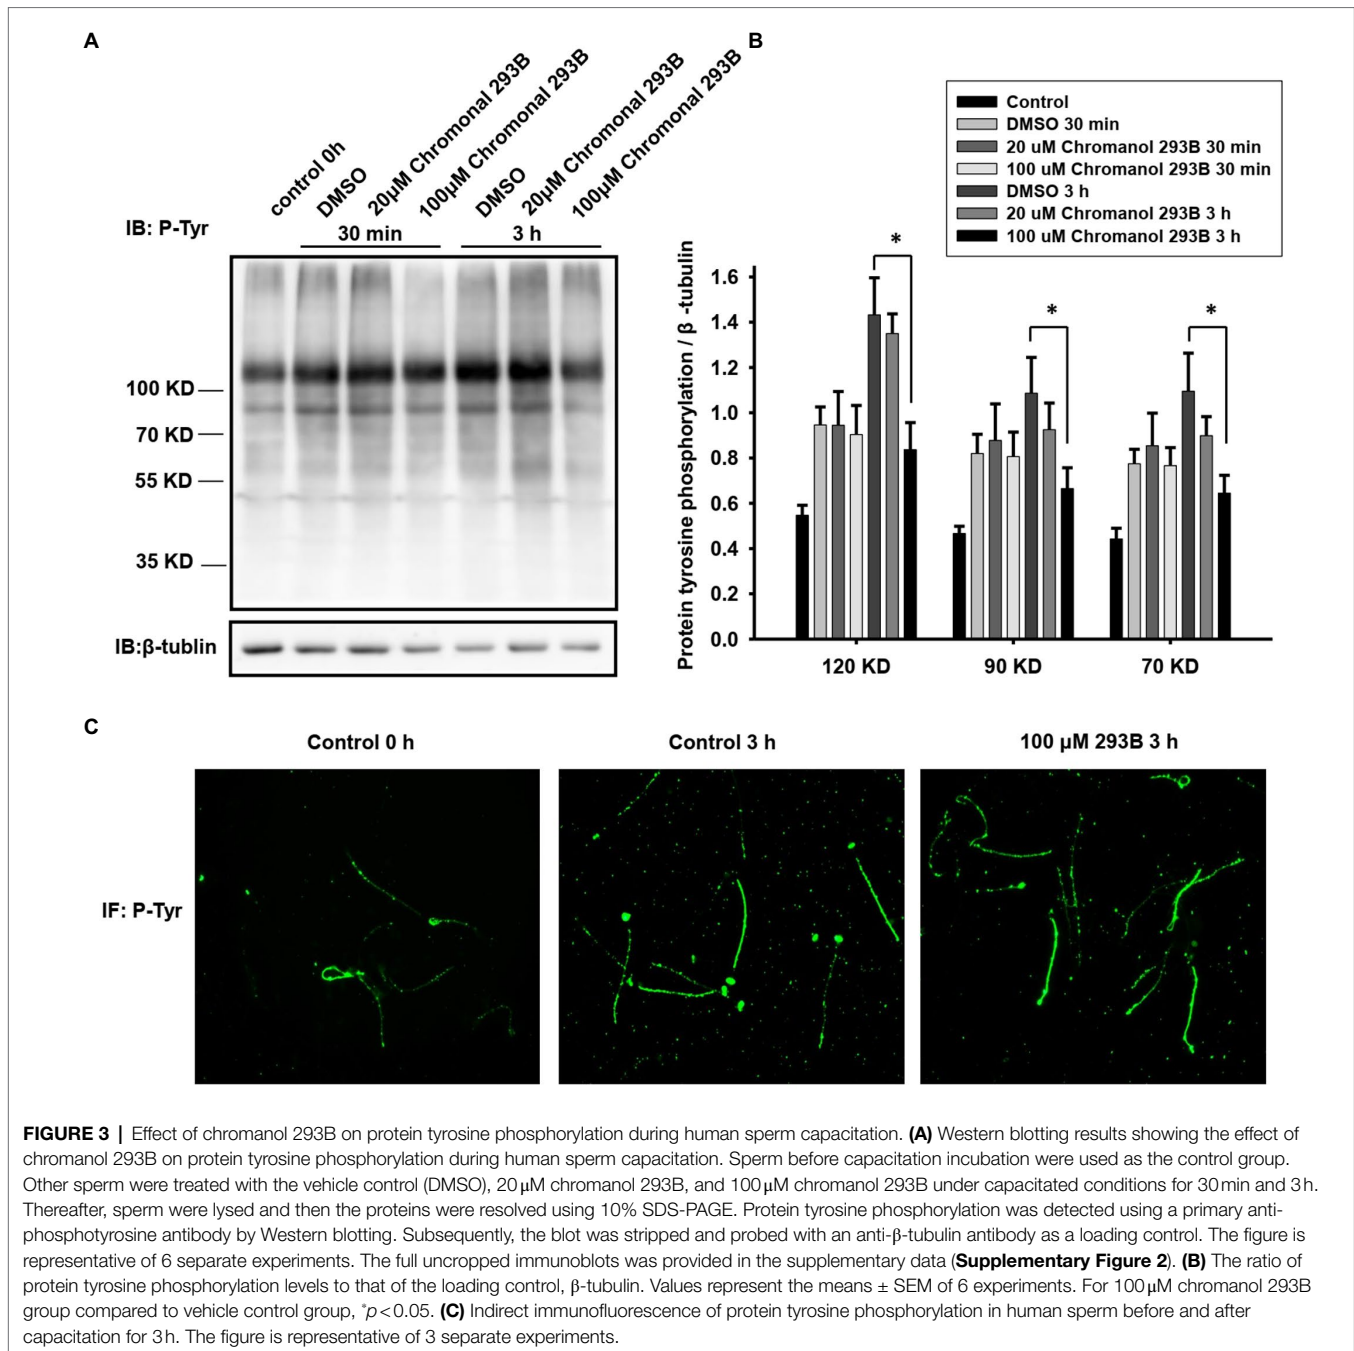 A
control 0h
DMSO
20μM Chromonal 293B
100μM Chromonal 293B
DMSO
20μM Chromonal 293B
100μM Chromonal 293B
IB: P-Tyr
30 min
3 h
100 KD
70 KD
55 KD
35 KD
IB:β-tublin
B
Control
DMSO 30 min
20 uM Chromanol 293B 30 min
100 uM Chromanol 293B 30 min
DMSO 3 h
20 uM Chromanol 293B 3 h
100 uM Chromanol 293B 3 h
Protein tyrosine phosphorylation / β -tubulin
1.6
1.4
1.2
1.0
0.8
0.6
0.4
0.2
0.0
*
*
*
120 KD
90 KD
70 KD
C
Control 0 h
Control 3 h
100 μM 293B 3 h
IF: P-Tyr
FIGURE 3 | Effect of chromanol 293B on protein tyrosine phosphorylation during human sperm capacitation. (A) Western blotting results showing the effect of
chromanol 293B on protein tyrosine phosphorylation during human sperm capacitation. Sperm before capacitation incubation were used as the control group.
Other sperm were treated with the vehicle control (DMSO), 20 μM chromanol 293B, and 100 μM chromanol 293B under capacitated conditions for 30 min and 3 h.
Thereafter, sperm were lysed and then the proteins were resolved using 10% SDS-PAGE. Protein tyrosine phosphorylation was detected using a primary anti-
phosphotyrosine antibody by Western blotting. Subsequently, the blot was stripped and probed with an anti-β-tubulin antibody as a loading control. The figure is
representative of 6 separate experiments. The full uncropped immunoblots was provided in the supplementary data (Supplementary Figure 2). (B) The ratio of
protein tyrosine phosphorylation levels to that of the loading control, β-tubulin. Values represent the means ± SEM of 6 experiments. For 100 μM chromanol 293B
group compared to vehicle control group, *p < 0.05. (C) Indirect immunofluorescence of protein tyrosine phosphorylation in human sperm before and after
capacitation for 3 h. The figure is representative of 3 separate experiments.